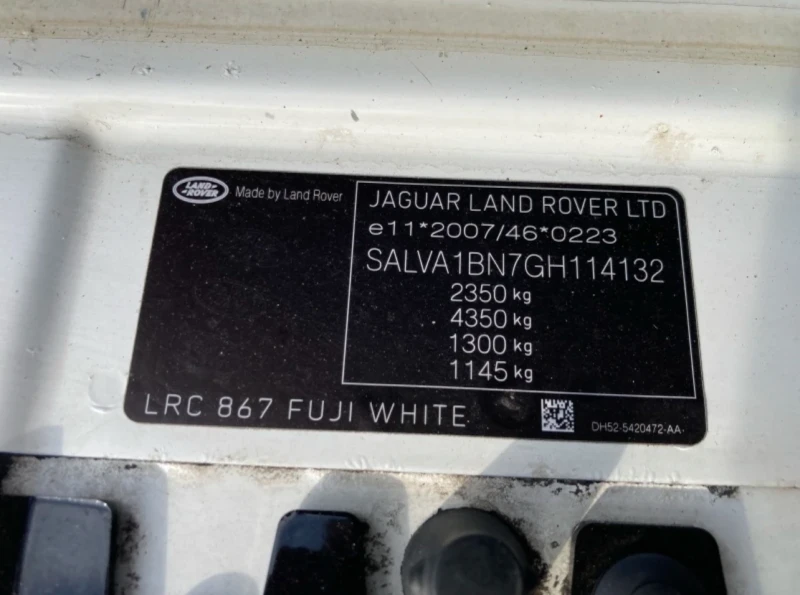 LAND-
-ROVER
Made by Land Rover
JAGUAR LAND ROVER LTD
e11*2007/46*0223
SALVA1BN7GH114132
2350 kg
4350 kg
1300 kg
1145 kg
LRC 867 FUJI WHITE
DH52-5420472-AA-